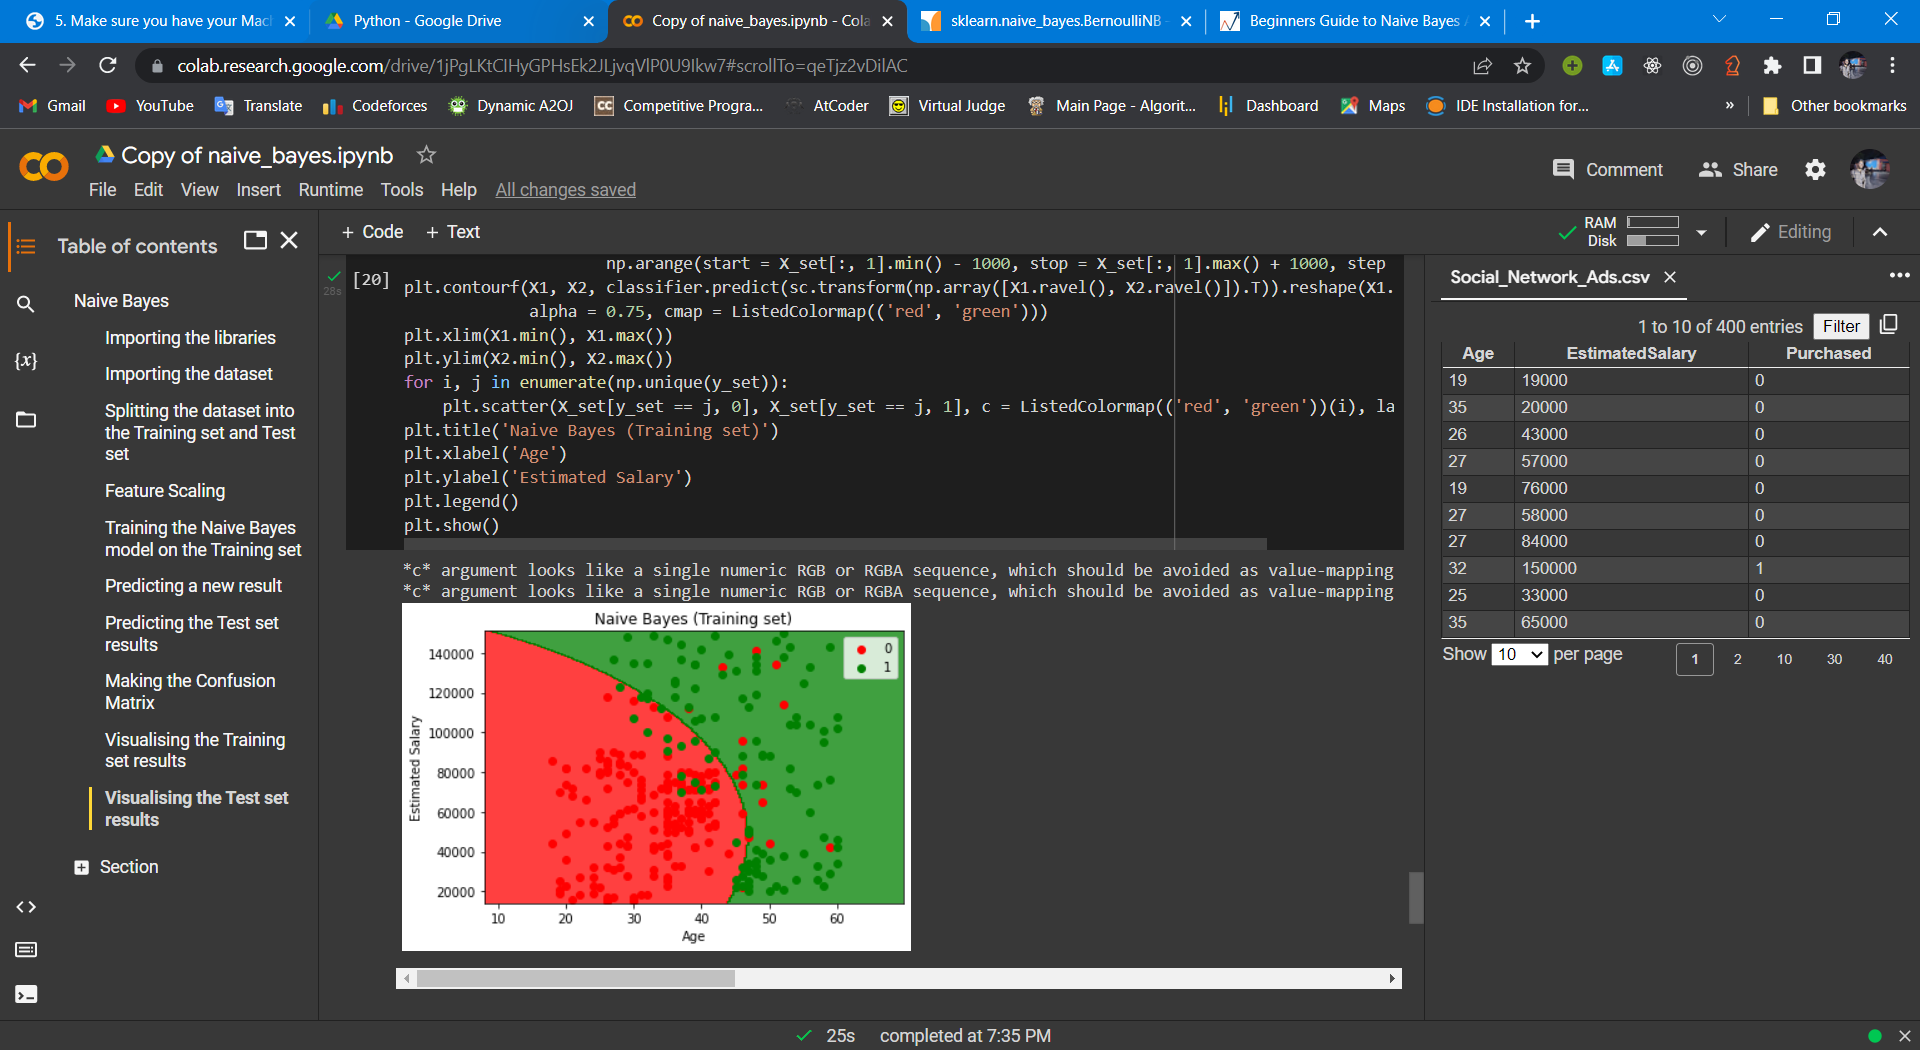 5. Make sure you have your Mach
Python - Google Drive
Copy of naive_bayes.ipynb - Cola
sklearn.naive_bayes.BernoulliNB -
Beginners Guide to Naive Bayes A
colab.research.google.com/drive/1jPgLKtCIHyGPHsEk2JLjvqVlP0U9Ikw7#scrollTo=qeTjz2vDilAC
Gmail
YouTube
Translate
Codeforces
Dynamic A2OJ
CC
Competitive Progra...
AtCoder
Virtual Judge
Main Page - Algorit...
Dashboard
Maps
IDE Installation for...
»
Other bookmarks
Copy of naive_bayes.ipynb
File Edit View Insert Runtime Tools Help All changes saved
Comment
Share
+ Code + Text
RAM
Disk
Editing
Table of contents
Naive Bayes
Importing the libraries
Importing the dataset
Splitting the dataset into
the Training set and Test
set
Feature Scaling
Training the Naive Bayes
model on the Training set
Predicting a new result
Predicting the Test set
results
Making the Confusion
Matrix
Visualising the Training
set results
Visualising the Test set
results
Section
{x}
[20]
28s
np.arange(start = X_set[:, 1].min() - 1000, stop = X_set[:, 1].max() + 1000, step
plt.contourf(X1, X2, classifier.predict(sc.transform(np.array([X1.ravel(), X2.ravel()]).T)).reshape(X1.
alpha = 0.75, cmap = ListedColormap(('red', 'green')))
plt.xlim(X1.min(), X1.max())
plt.ylim(X2.min(), X2.max())
for i, j in enumerate(np.unique(y_set)):
plt.scatter(X_set[y_set == j, 0], X_set[y_set == j, 1], c = ListedColormap(('red', 'green'))(i), la
plt.title('Naive Bayes (Training set)')
plt.xlabel('Age')
plt.ylabel('Estimated Salary')
plt.legend()
plt.show()
*c* argument looks like a single numeric RGB or RGBA sequence, which should be avoided as value-mapping
*c* argument looks like a single numeric RGB or RGBA sequence, which should be avoided as value-mapping
Naive Bayes (Training set)
0
1
140000
120000
100000
80000
60000
40000
20000
Estimated Salary
10 20 30 40 50 60
Age
Social_Network_Ads.csv
1 to 10 of 400 entries Filter
Age EstimatedSalary Purchased
19 19000 0
35 20000 0
26 43000 0
27 57000 0
19 76000 0
27 58000 0
27 84000 0
32 150000 1
25 33000 0
35 65000 0
Show 10 per page
1 2 10 30 40
25s completed at 7:35 PM